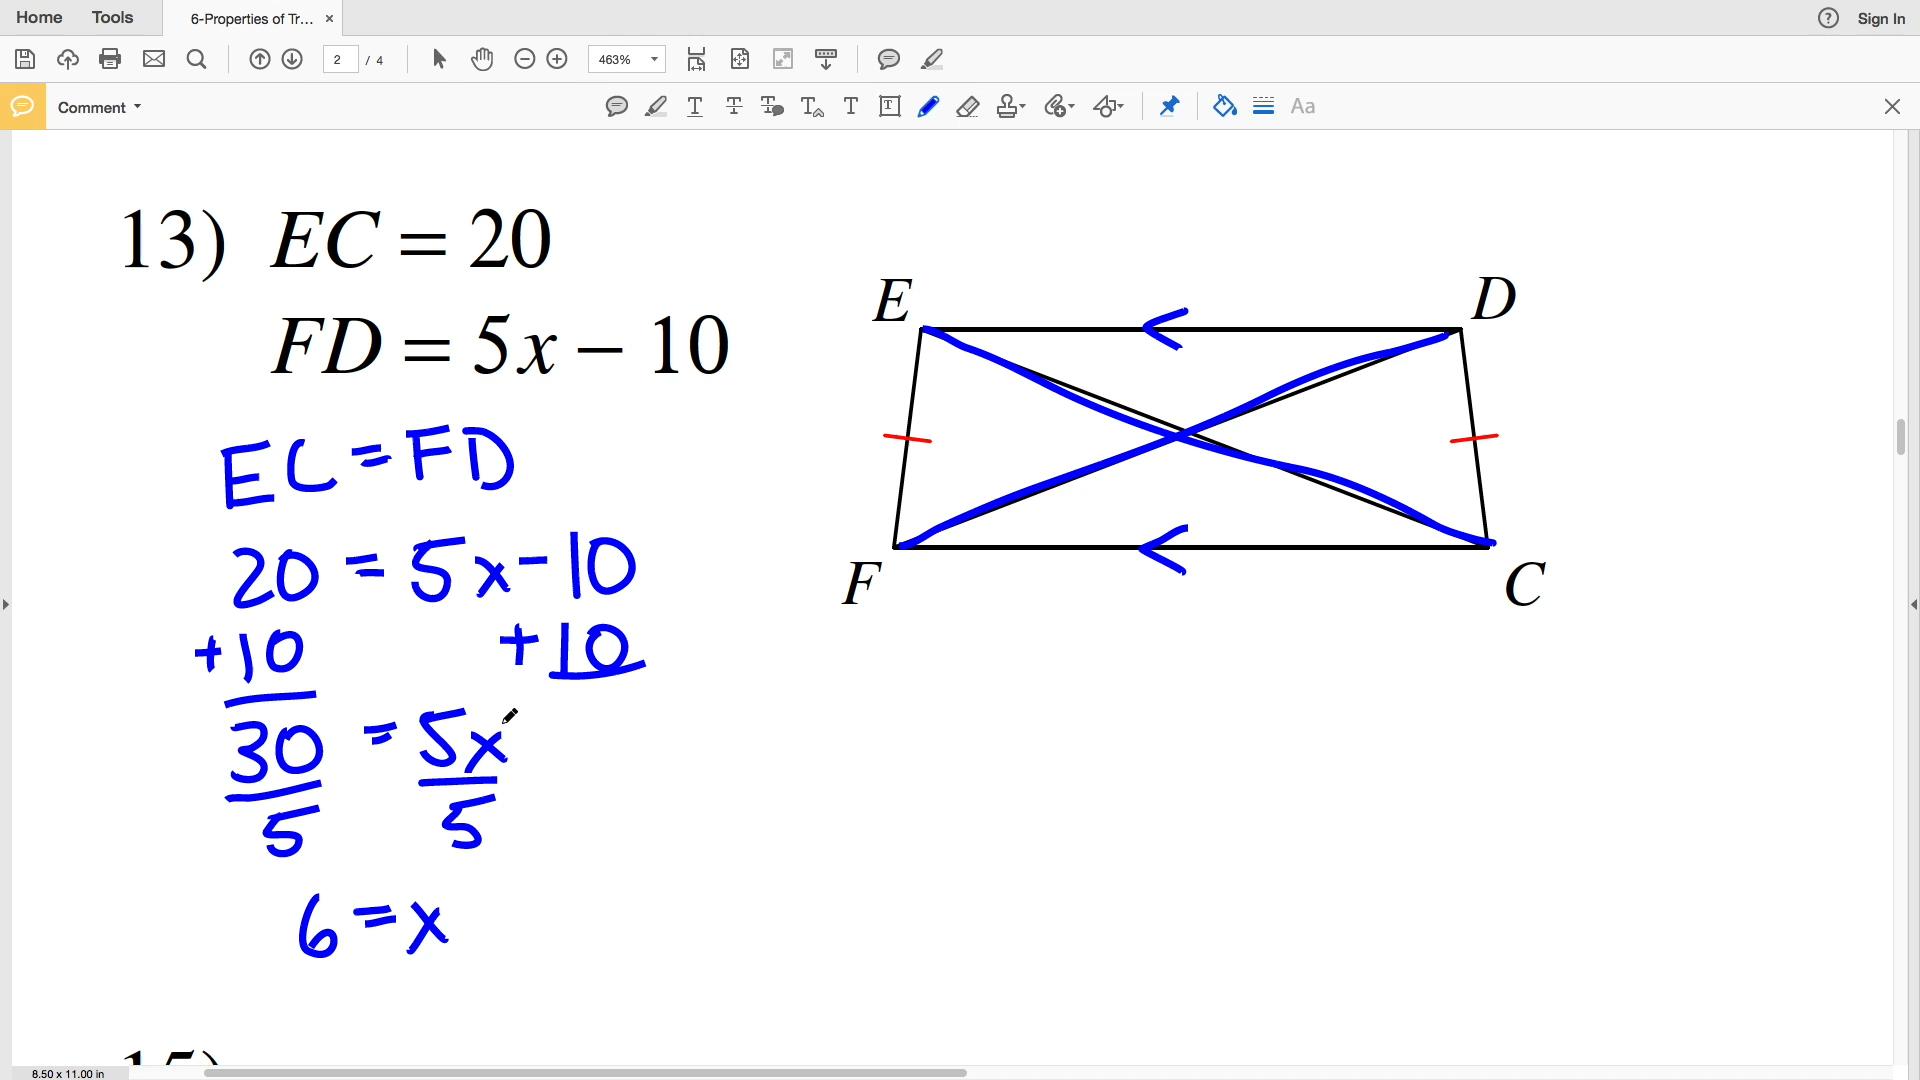 Home Tools 6-Properties of Tr... × ? Sign In
2 / 4 463%
Comment Aa
13) EC = 20
FD = 5x − 10
E D
F C
EC = FD
20 = 5x - 10
+10 +10
30 = 5x
5 5
6 = x
8.50 x 11.00 in